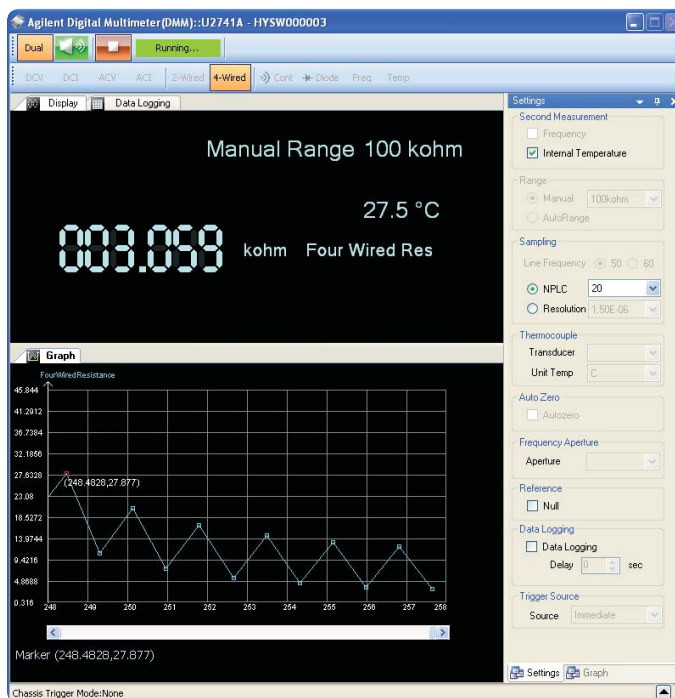 Agilent Digital Multimeter(DMM)::U2741A - HYSW000003
Dual
Running...
DCV DCI ACV ACI 2-Wired 4-Wired Cont Diode Freq Temp
Display Data Logging
Manual Range 100 kohm
27.5 °C
003.059 kohm Four Wired Res
Graph
FourWiredResistance
45.844
41.2912
36.7384
32.1856
27.6328
23.08
18.5272
13.9744
9.4216
4.8688
0.316
(248.4828,27.877)
248 249 250 251 252 253 254 255 256 257 258
Marker (248.4828,27.877)
Chassis Trigger Mode:None
Settings
Second Measurement
Frequency
Internal Temperature
Range
Manual 100kohm
AutoRange
Sampling
Line Frequency 50 60
NPLC 20
Resolution 1.50E-06
Thermocouple
Transducer
Unit Temp C
Auto Zero
Autozero
Frequency Aperture
Aperture
Reference
Null
Data Logging
Data Logging
Delay 0 sec
Trigger Source
Source Immediate
Settings Graph